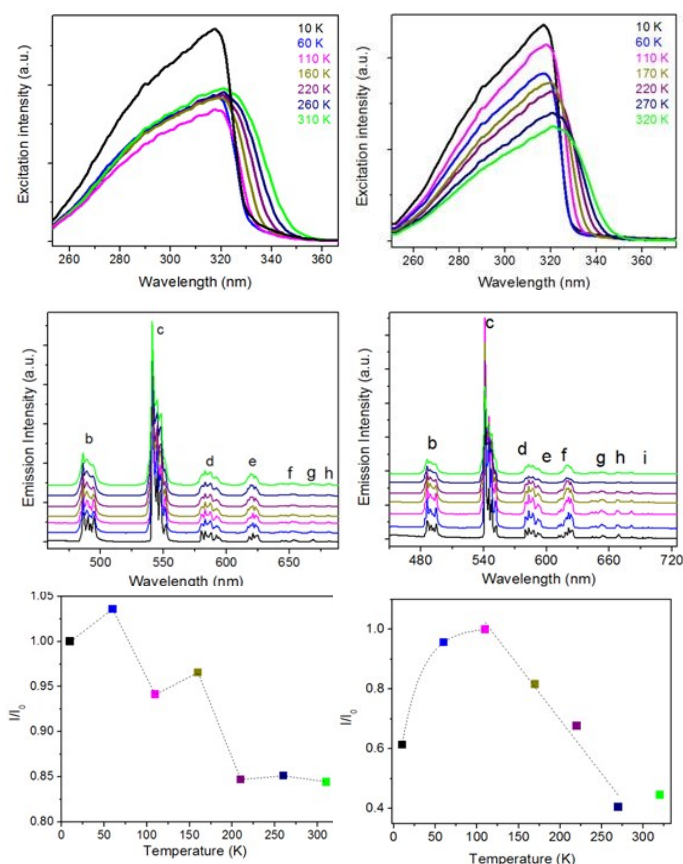 10 K
60 K
110 K
160 K
220 K
260 K
310 K
Excitation intensity (a.u.)
260 280 300 320 340 360
Wavelength (nm)
10 K
60 K
110 K
170 K
220 K
270 K
320 K
Excitation intensity (a.u.)
260 280 300 320 340 360
Wavelength (nm)
b c d e f g h
Emission Intensity (a.u.)
500 550 600 650
Wavelength (nm)
b c d e f g h i
Emission Intensity (a.u.)
480 540 600 660 720
Wavelength (nm)
1.05
1.00
0.95
0.90
0.85
0.80
I/I0
0 50 100 150 200 250 300
Temperature (K)
1.0
0.8
0.6
0.4
I/I0
0 50 100 150 200 250 300
Temperature (K)